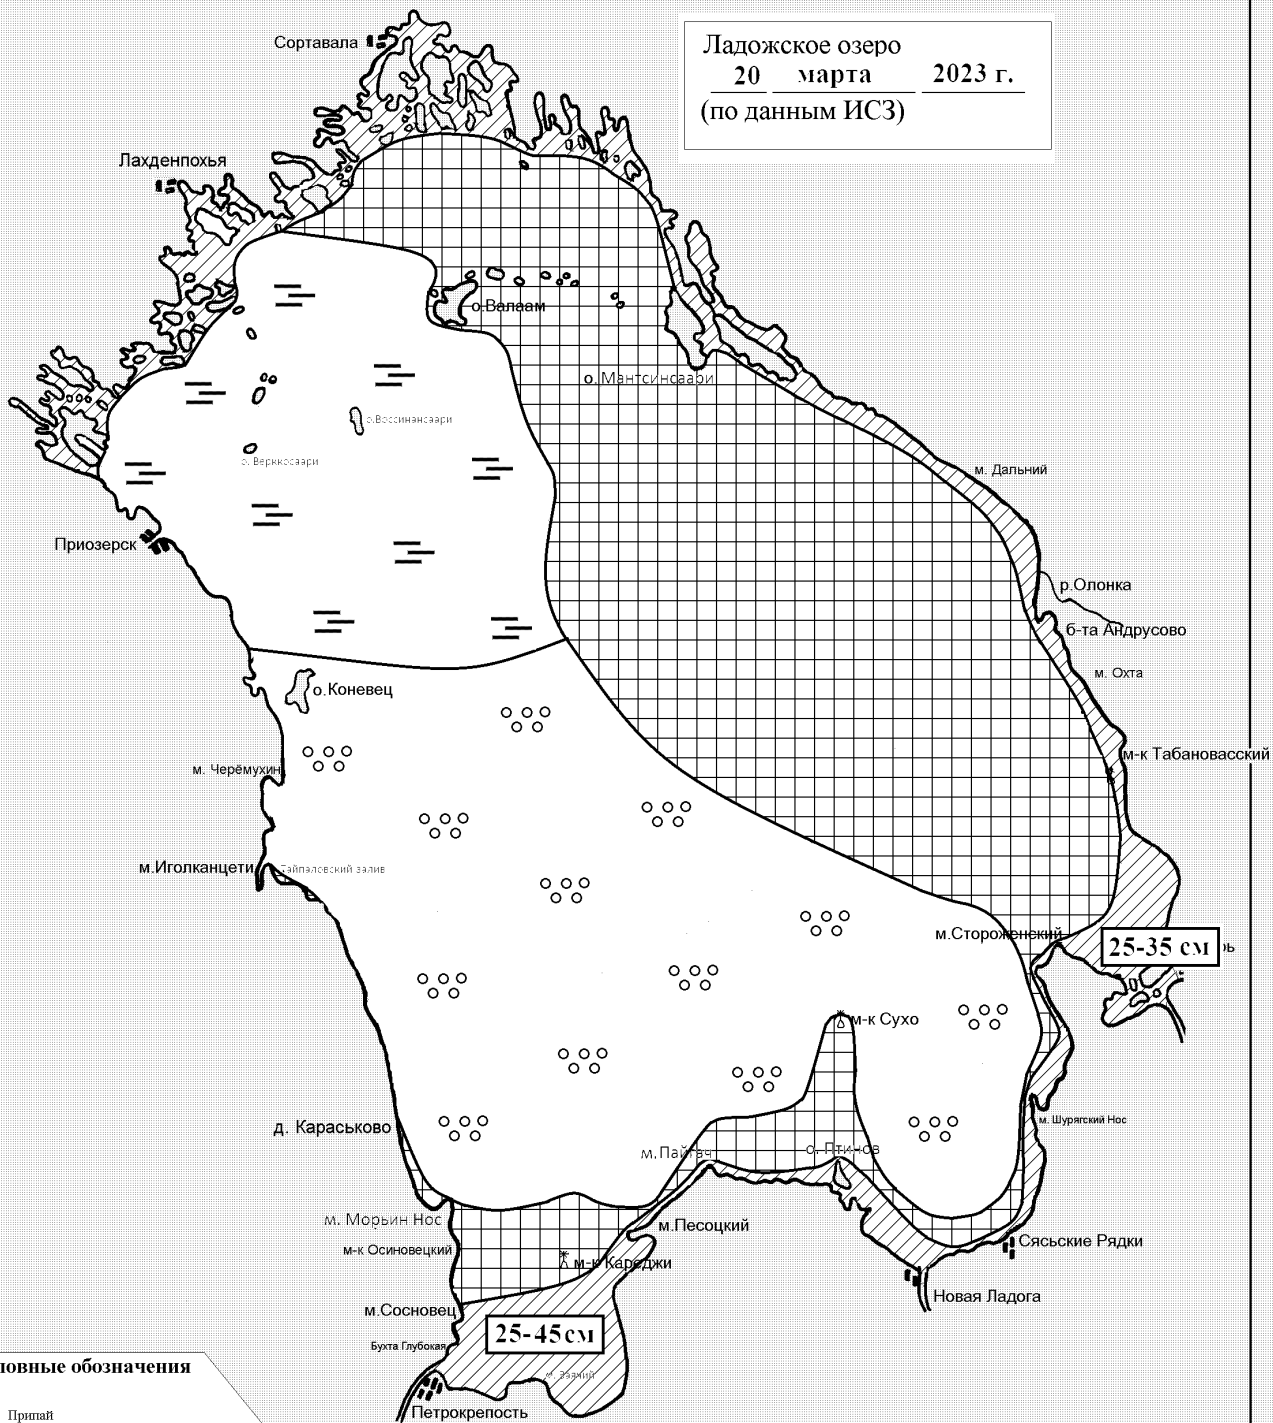 Ладожское озеро
20 марта 2023 г.
(по данным ИСЗ)
Сортавала
Лахденпохья
о.Валаам
о. Мантсинсаари
о.Воссинансаари
о. Верккосаари
м. Дальний
Приозерск
р.Олонка
б-та Андрусово
м. Охта
о.Коневец
м-к Табановасский
м. Черёмухин
м.Иголканцети
Тайпаловский залив
м.Стороженский
25-35 см
рь
м-к Сухо
м. Шурягский Нос
д. Караськово
о. Птинов
м.Пайгач
м. Морьин Нос
м.Песоцкий
м-к Осиновецкий
м-к Кареджи
Сясьские Рядки
Новая Ладога
м.Сосновец
25-45см
Бухта Глубокая
м. Заячий
Петрокрепость
ловные обозначения
Припай